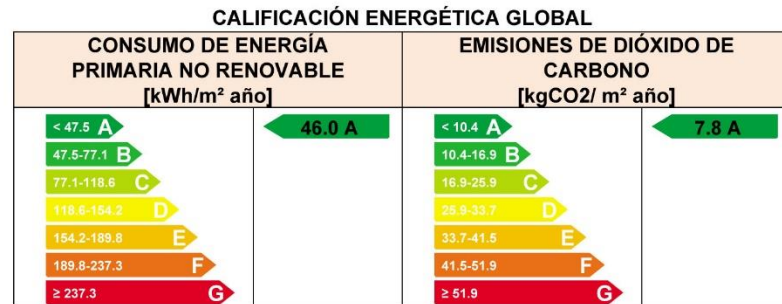 CALIFICACIÓN ENERGÉTICA GLOBAL
CONSUMO DE ENERGÍA
PRIMARIA NO RENOVABLE
[kWh/m² año]
EMISIONES DE DIÓXIDO DE
CARBONO
[kgCO2/ m² año]
< 47.5 A
47.5-77.1 B
77.1-118.6 C
118.6-154.2 D
154.2-189.8 E
189.8-237.3 F
≥ 237.3 G
46.0 A
< 10.4 A
10.4-16.9 B
16.9-25.9 C
25.9-33.7 D
33.7-41.5 E
41.5-51.9 F
≥ 51.9 G
7.8 A